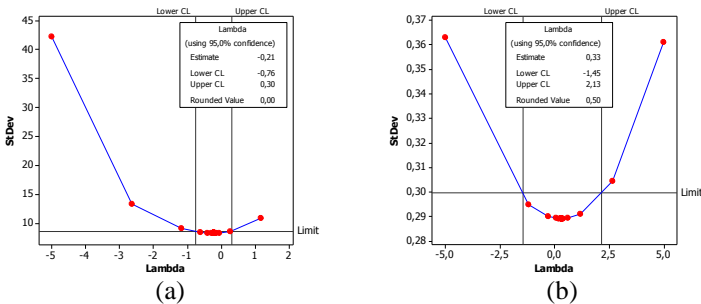 Lower CL Upper CL
45
40
35
30
25
20
15
10
StDev
Lambda
(using 95,0% confidence)
Estimate -0,21
Lower CL -0,76
Upper CL 0,30
Rounded Value 0,00
Limit
-5 -4 -3 -2 -1 0 1 2
Lambda
(a)
Lower CL Upper CL
0,37
0,36
0,35
0,34
0,33
0,32
0,31
0,30
0,29
0,28
StDev
Lambda
(using 95,0% confidence)
Estimate 0,33
Lower CL -1,45
Upper CL 2,13
Rounded Value 0,50
Limit
-5,0 -2,5 0,0 2,5 5,0
Lambda
(b)